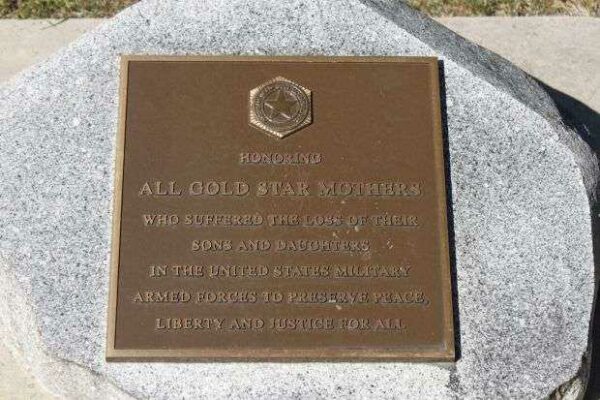 HONORING
ALL GOLD STAR MOTHERS
WHO SUFFERED THE LOSS OF THEIR
SONS AND DAUGHTERS
IN THE UNITED STATES MILITARY
ARMED FORCES TO PRESERVE PEACE,
LIBERTY AND JUSTICE FOR ALL